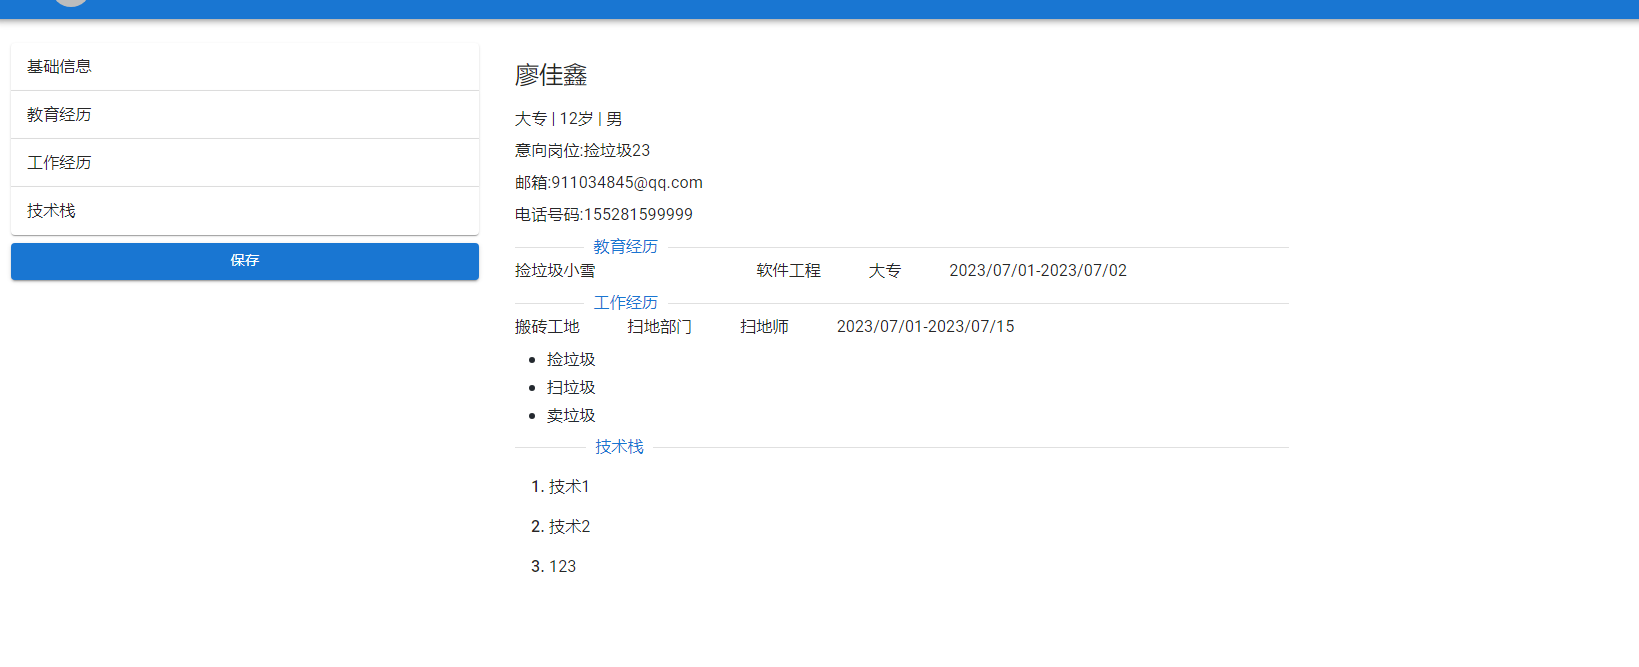 基础信息
教育经历
工作经历
技术栈
保存
廖佳鑫
大专 | 12岁 | 男
意向岗位:捡垃圾23
邮箱:911034845@qq.com
电话号码:155281599999
教育经历
捡垃圾小雪 软件工程 大专 2023/07/01-2023/07/02
工作经历
搬砖工地 扫地部门 扫地师 2023/07/01-2023/07/15
• 捡垃圾
• 扫垃圾
• 卖垃圾
技术栈
1. 技术1
2. 技术2
3. 123